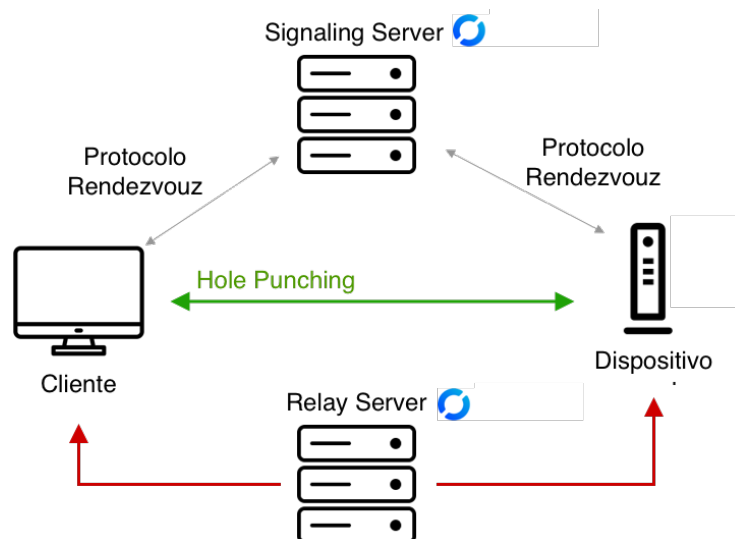 Signaling Server
Protocolo
Rendezvouz
Protocolo
Rendezvouz
Hole Punching
Cliente
Dispositivo
Relay Server